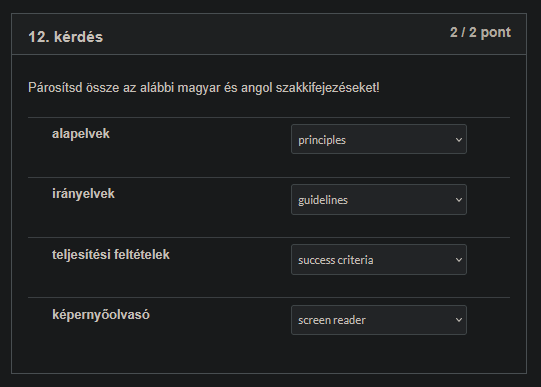 12. kérdés
2 / 2 pont
Párosítsd össze az alábbi magyar és angol szakkifejezéseket!
alapelvek
principles
irányelvek
guidelines
teljesítési feltételek
success criteria
képernyőolvasó
screen reader